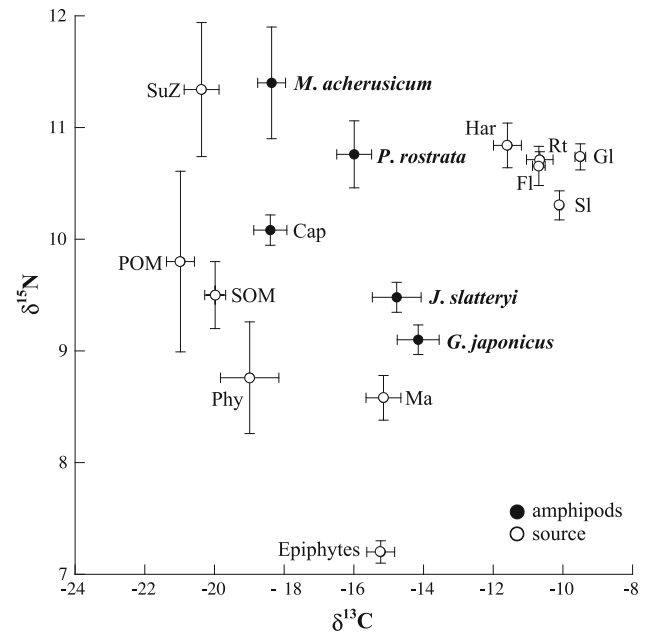 12
SuZ
M. acherusicum
11
Har
Rt
Gl
P. rostrata
Fl
Sl
Cap
10
POM
SOM
J. slatteryi
G. japonicus
9
Phy
Ma
8
amphipods
source
Epiphytes
7
-24 -22 -20 - 18 -16 -14 -12 -10 -8
δ¹³C
δ¹⁵N